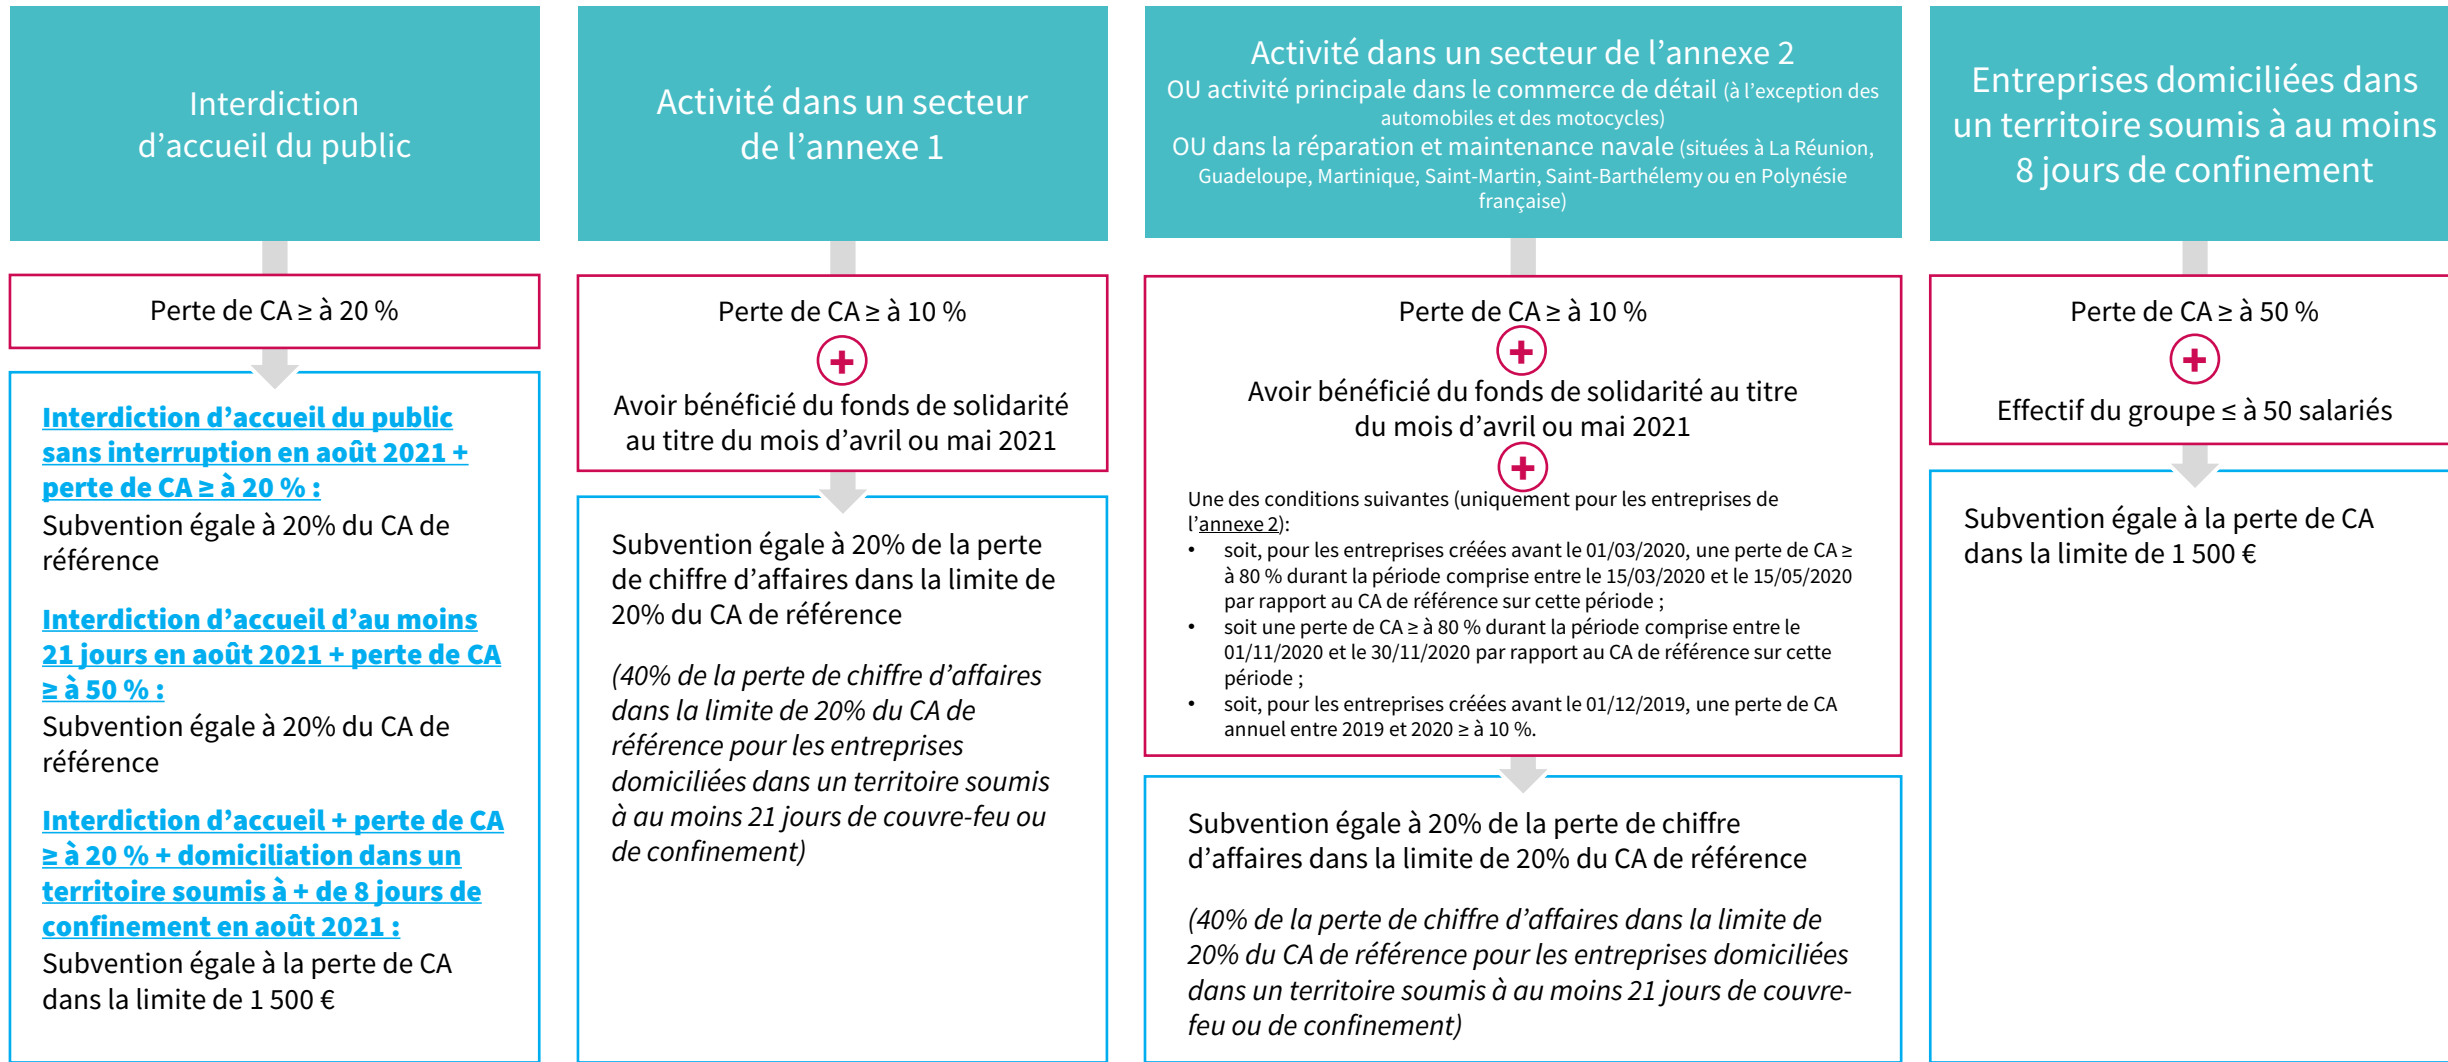 Interdiction
d’accueil du public
Perte de CA ≥ à 20 %
Interdiction d’accueil du public
sans interruption en août 2021 +
perte de CA ≥ à 20 % :
Subvention égale à 20% du CA de
référence
Interdiction d’accueil d’au moins
21 jours en août 2021 + perte de CA
≥ à 50 % :
Subvention égale à 20% du CA de
référence
Interdiction d’accueil + perte de CA
≥ à 20 % + domiciliation dans un
territoire soumis à + de 8 jours de
confinement en août 2021 :
Subvention égale à la perte de CA
dans la limite de 1 500 €
Activité dans un secteur
de l’annexe 1
Perte de CA ≥ à 10 %
+
Avoir bénéficié du fonds de solidarité
au titre du mois d’avril ou mai 2021
Subvention égale à 20% de la perte
de chiffre d’affaires dans la limite de
20% du CA de référence
(40% de la perte de chiffre d’affaires
dans la limite de 20% du CA de
référence pour les entreprises
domiciliées dans un territoire soumis
à au moins 21 jours de couvre-feu ou
de confinement)
Activité dans un secteur de l’annexe 2
OU activité principale dans le commerce de détail (à l’exception des
automobiles et des motocycles)
OU dans la réparation et maintenance navale (situées à La Réunion,
Guadeloupe, Martinique, Saint-Martin, Saint-Barthélemy ou en Polynésie
française)
Perte de CA ≥ à 10 %
+
Avoir bénéficié du fonds de solidarité au titre
du mois d’avril ou mai 2021
+
Une des conditions suivantes (uniquement pour les entreprises de
l’annexe 2):
• soit, pour les entreprises créées avant le 01/03/2020, une perte de CA ≥
à 80 % durant la période comprise entre le 15/03/2020 et le 15/05/2020
par rapport au CA de référence sur cette période ;
• soit une perte de CA ≥ à 80 % durant la période comprise entre le
01/11/2020 et le 30/11/2020 par rapport au CA de référence sur cette
période ;
• soit, pour les entreprises créées avant le 01/12/2019, une perte de CA
annuel entre 2019 et 2020 ≥ à 10 %.
Subvention égale à 20% de la perte de chiffre
d’affaires dans la limite de 20% du CA de référence
(40% de la perte de chiffre d’affaires dans la limite de
20% du CA de référence pour les entreprises domiciliées
dans un territoire soumis à au moins 21 jours de couvre-
feu ou de confinement)
Entreprises domiciliées dans
un territoire soumis à au moins
8 jours de confinement
Perte de CA ≥ à 50 %
+
Effectif du groupe ≤ à 50 salariés
Subvention égale à la perte de CA
dans la limite de 1 500 €